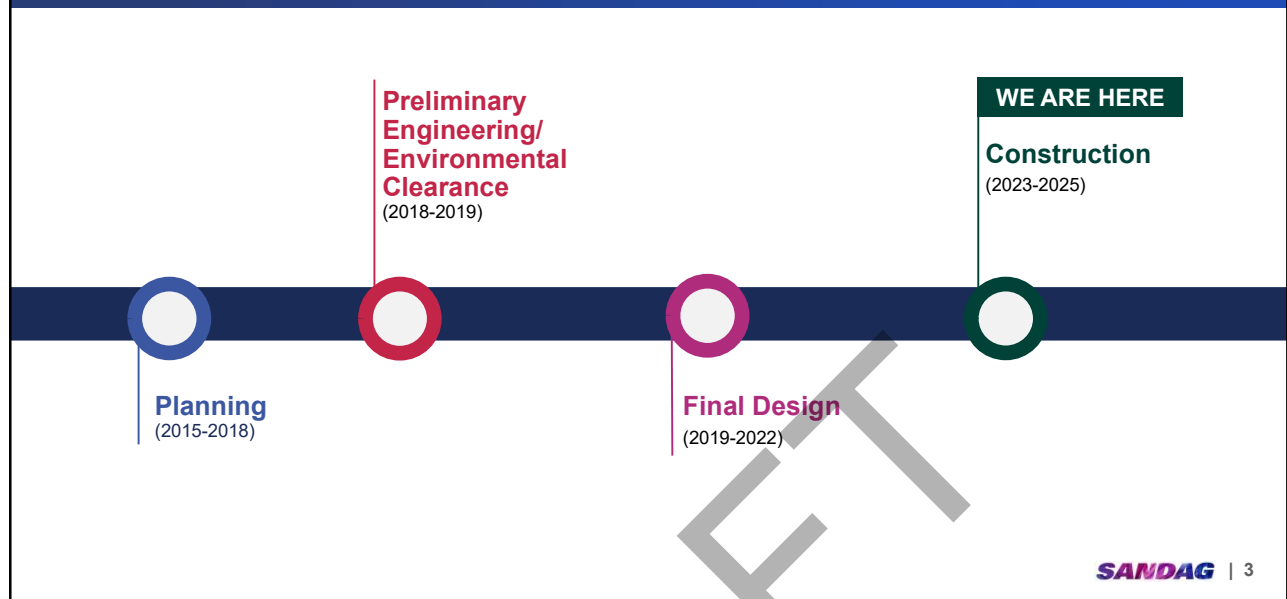 Preliminary
Engineering/
Environmental
Clearance
(2018-2019)
WE ARE HERE
Construction
(2023-2025)
Planning
(2015-2018)
Final Design
(2019-2022)
SANDAG | 3